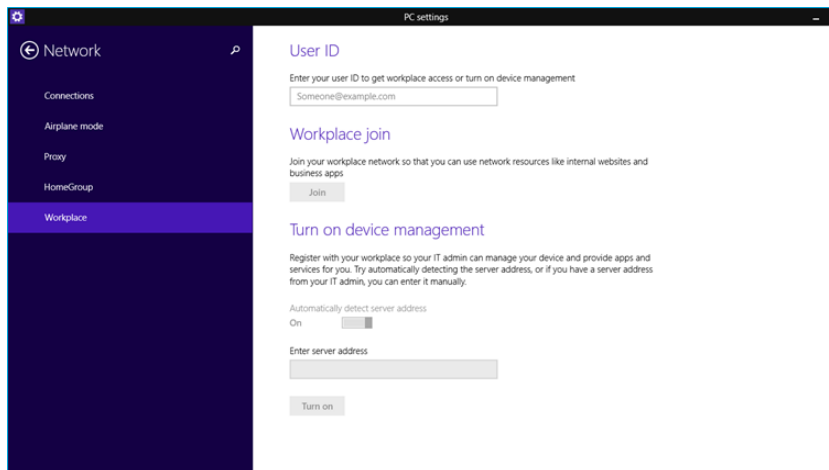 PC settings
Network
Connections
Airplane mode
Proxy
HomeGroup
Workplace
User ID
Enter your user ID to get workplace access or turn on device management
Someone@example.com
Workplace join
Join your workplace network so that you can use network resources like internal websites and
business apps
Join
Turn on device management
Register with your workplace so your IT admin can manage your device and provide apps and
services for you. Try automatically detecting the server address, or if you have a server address
from your IT admin, you can enter it manually.
Automatically detect server address
On
Enter server address
Turn on